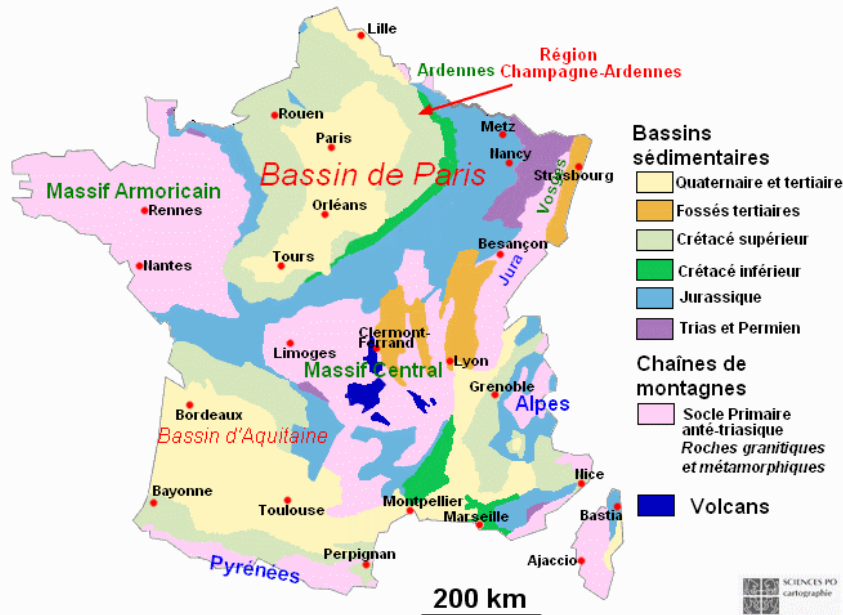 Lille
Région
Champagne-Ardennes
Ardennes
Rouen
Metz
Paris
Nancy
Strasbourg
Vosges
Bassin de Paris
Massif Armoricain
Rennes
Orléans
Besançon
Tours
Nantes
Jura
Clermont-
Ferrand
Limoges
Lyon
Massif Central
Grenoble
Alpes
Bordeaux
Bassin d'Aquitaine
Nice
Bayonne
Toulouse
Montpellier
Marseille
Bastia
Perpignan
Ajaccio
Pyrénées
200 km
Bassins
sédimentaires
Quaternaire et tertiaire
Fossés tertiaires
Crétacé supérieur
Crétacé inférieur
Jurassique
Trias et Permien
Chaînes de
montagnes
Socle Primaire
anté-triasique
Roches granitiques
et métamorphiques
Volcans
SCIENCES PO
cartographie